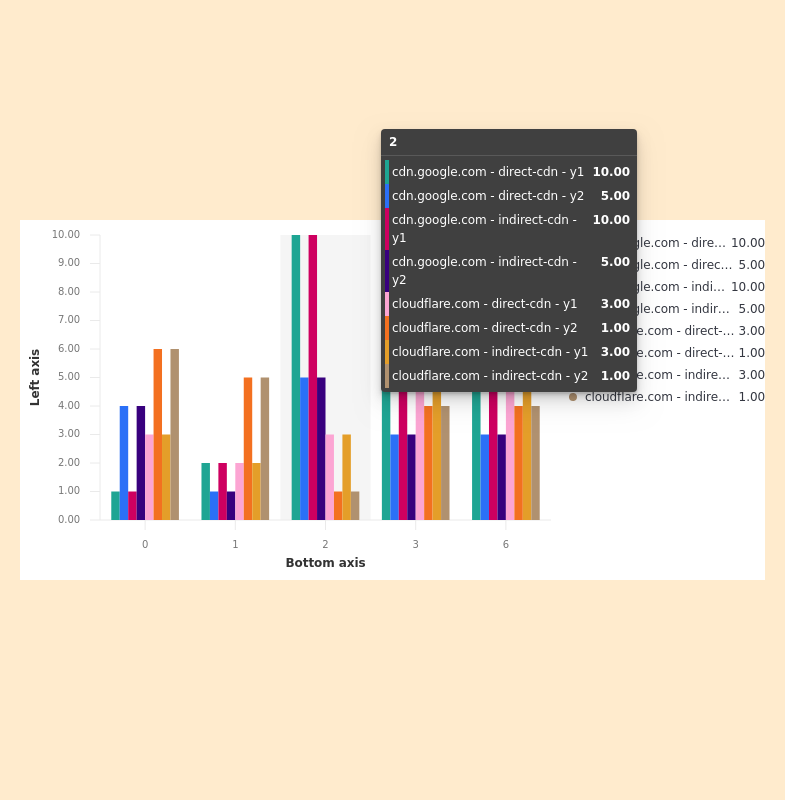 2
cdn.google.com - direct-cdn - y1 10.00
cdn.google.com - direct-cdn - y2 5.00
cdn.google.com - indirect-cdn - 10.00
y1
cdn.google.com - indirect-cdn - 5.00
y2
cloudflare.com - direct-cdn - y1 3.00
cloudflare.com - direct-cdn - y2 1.00
cloudflare.com - indirect-cdn - y1 3.00
cloudflare.com - indirect-cdn - y2 1.00
10.00
9.00
8.00
7.00
6.00
5.00
4.00
3.00
2.00
1.00
0.00
Left axis
0 1 2 3 6
Bottom axis
gle.com - dire… 10.00
gle.com - direc… 5.00
gle.com - indi… 10.00
gle.com - indir… 5.00
e.com - direct-… 3.00
e.com - direct-… 1.00
e.com - indire… 3.00
cloudflare.com - indire… 1.00